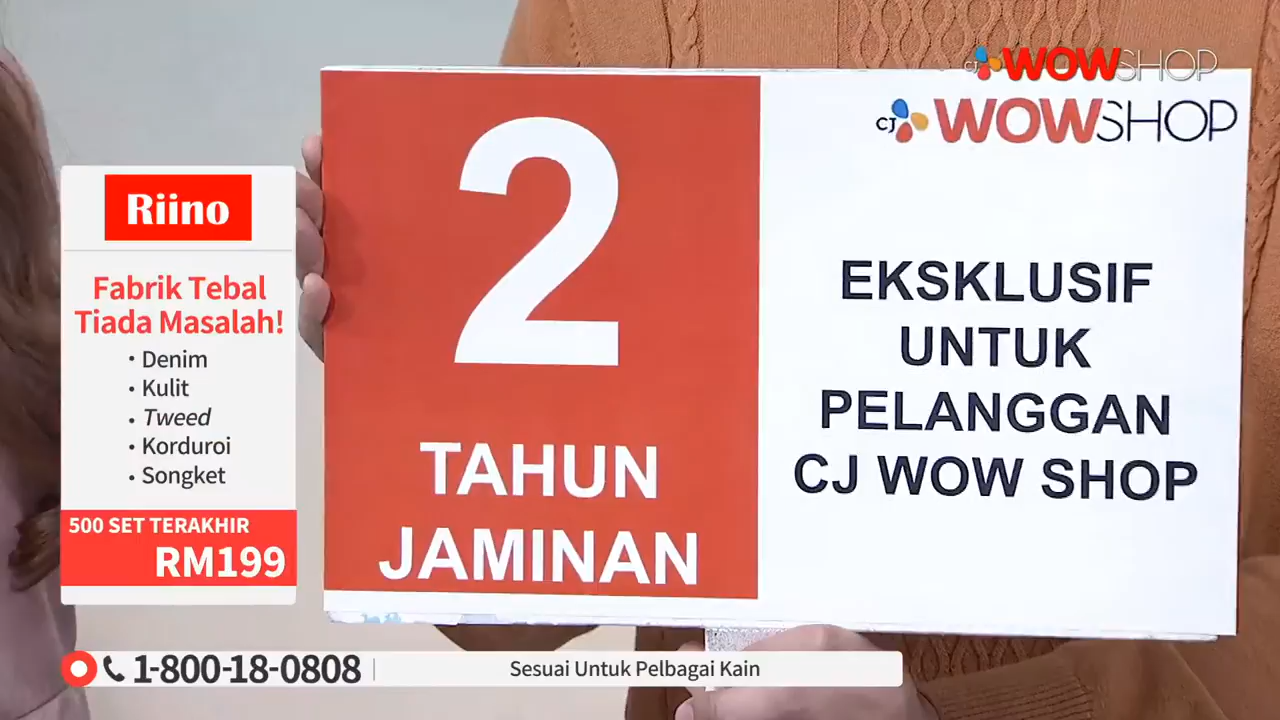 CJ WOWSHOP
CJ WOWSHOP
Riino
Fabrik Tebal
Tiada Masalah!
• Denim
• Kulit
• Tweed
• Korduroi
• Songket
500 SET TERAKHIR
RM199
2
TAHUN
JAMINAN
EKSKLUSIF
UNTUK
PELANGGAN
CJ WOW SHOP
1-800-18-0808
Sesuai Untuk Pelbagai Kain